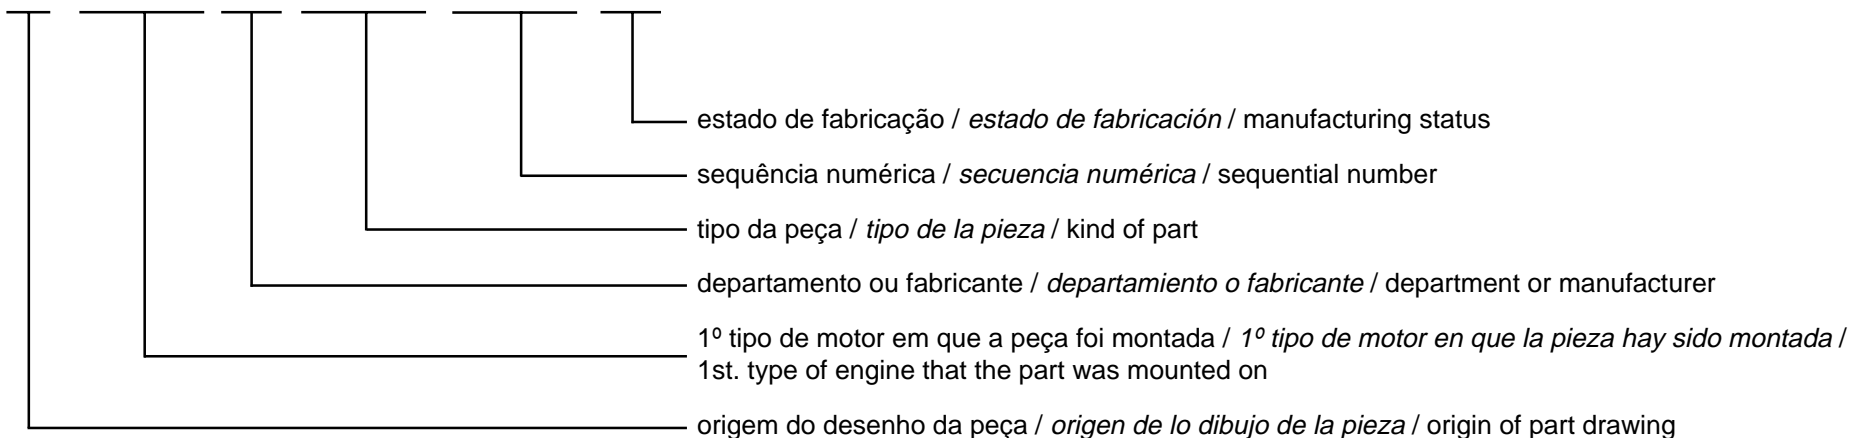 estado de fabricação / estado de fabricación / manufacturing status
sequência numérica / secuencia numérica / sequential number
tipo da peça / tipo de la pieza / kind of part
departamento ou fabricante / departamiento o fabricante / department or manufacturer
1º tipo de motor em que a peça foi montada / 1º tipo de motor en que la pieza hay sido montada /
1st. type of engine that the part was mounted on
origem do desenho da peça / origen de lo dibujo de la pieza / origin of part drawing